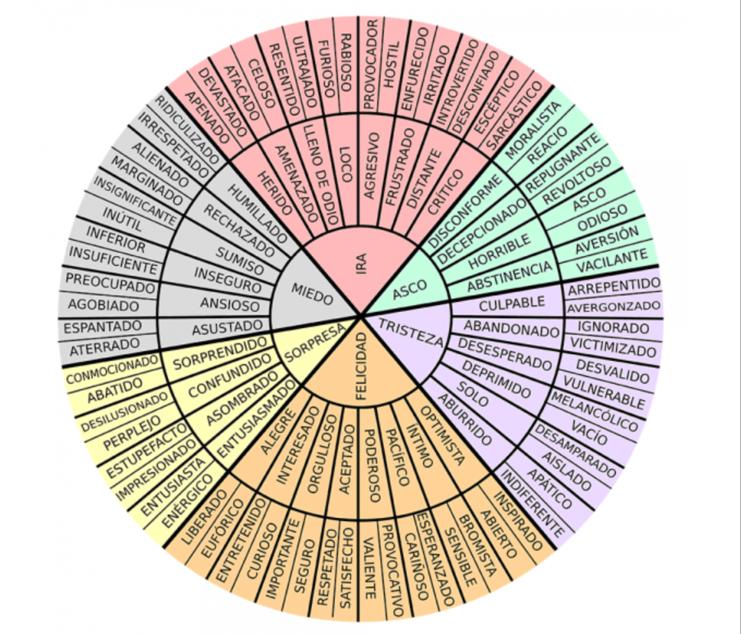 IRA
HERIDO
AMENAZADO
LLENO DE ODIO
LOCO
AGRESIVO
FRUSTRADO
DISTANTE
CRÍTICO
APENADO
DEVASTADO
ATACADO
CELOSO
RESENTIDO
ULTRAJADO
FURIOSO
RABIOSO
PROVOCADOR
HOSTIL
ENFURECIDO
IRRITADO
INTROVERTIDO
DESCONFIADO
ESCÉPTICO
SARCÁSTICO
ASCO
DISCONFORME
DECEPCIONADO
HORRIBLE
ABSTINENCIA
MORALISTA
REACIO
REPUGNANTE
REVOLTOSO
ASCO
ODIOSO
AVERSIÓN
VACILANTE
TRISTEZA
CULPABLE
ABANDONADO
DESESPERADO
DEPRIMIDO
SOLO
ABURRIDO
ARREPENTIDO
AVERGONZADO
IGNORADO
VICTIMIZADO
DESVALIDO
VULNERABLE
MELANCÓLICO
VACÍO
DESAMPARADO
AISLADO
APÁTICO
INDIFERENTE
FELICIDAD
OPTIMISTA
INTIMO
PACÍFICO
PODEROSO
ACEPTADO
ORGULLOSO
INTERESADO
ALEGRE
INSPIRADO
ABIERTO
BROMISTA
SENSIBLE
ESPERANZADO
CARIÑOSO
PROVOCATIVO
VALIENTE
SATISFECHO
RESPETADO
SEGURO
IMPORTANTE
CURIOSO
ENTRETENIDO
EUFÓRICO
LIBERADO
SORPRESA
ENTUSIASMADO
ASOMBRADO
CONFUNDIDO
SORPRENDIDO
ENÉRGICO
ENTUSIASTA
IMPRESIONADO
ESTUPEFACTO
PERPLEJO
DESILUSIONADO
ABATIDO
CONMOCIONADO
MIEDO
ASUSTADO
ANSIOSO
INSEGURO
SUMISO
RECHAZADO
HUMILLADO
ATERRADO
ESPANTADO
AGOBIADO
PREOCUPADO
INSUFICIENTE
INFERIOR
INÚTIL
INSIGNIFICANTE
MARGINADO
ALIENADO
IRRESPETADO
RIDICULIZADO